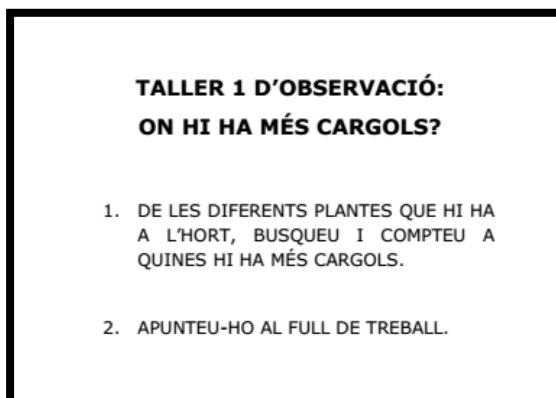 TALLER 1 D’OBSERVACIÓ:
ON HI HA MÉS CARGOLS?
1. DE LES DIFERENTS PLANTES QUE HI HA
A L’HORT, BUSQUEU I COMPTEU A
QUINES HI HA MÉS CARGOLS.
2. APUNTEU-HO AL FULL DE TREBALL.